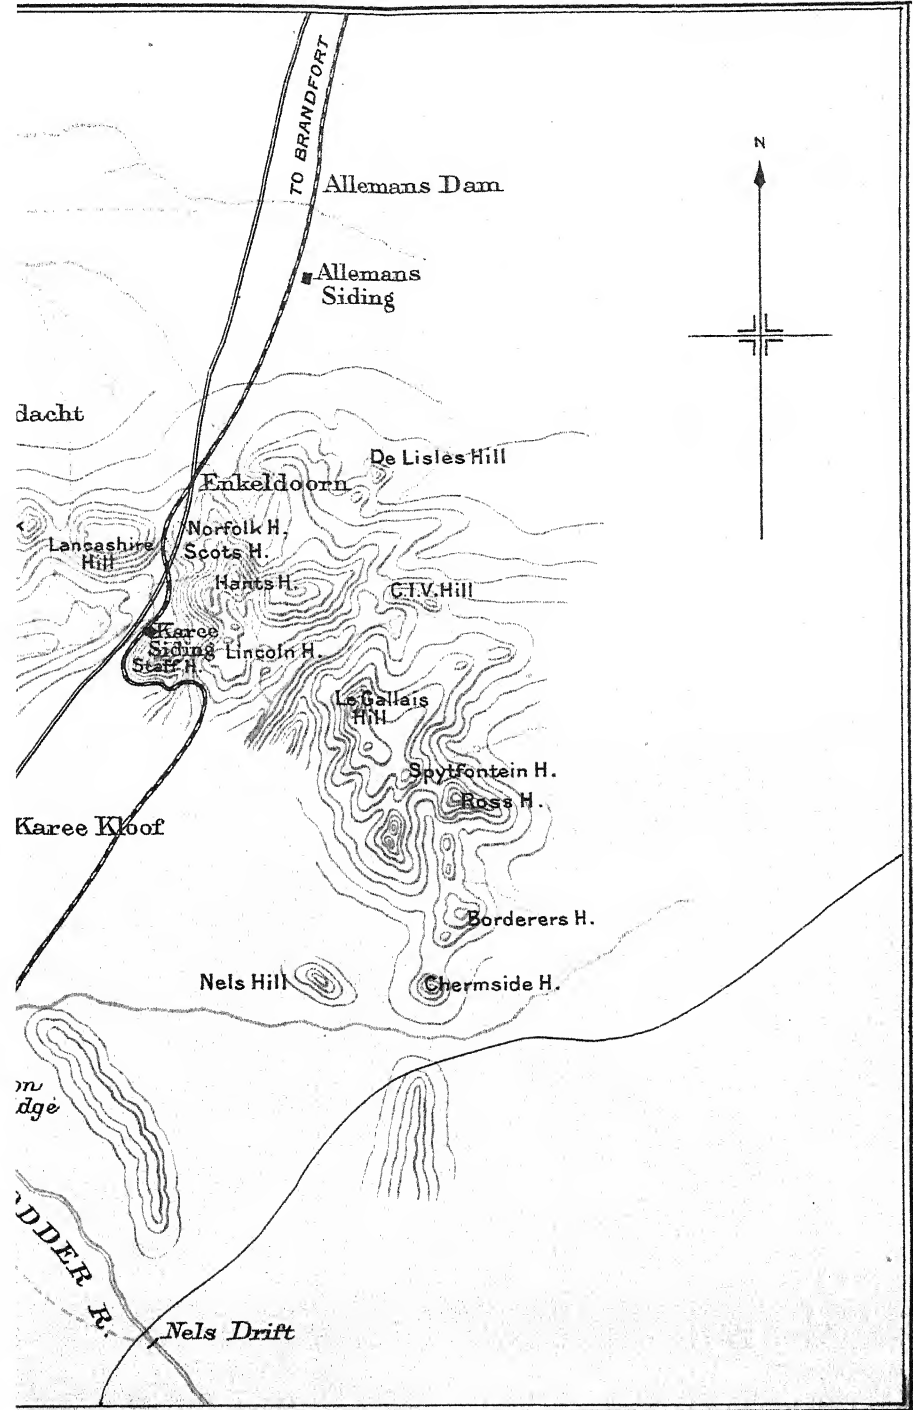 TO BRANDFORT
N
Allemans Dam
Allemans
Siding
dacht
De Lisles Hill
Enkeldoorn
Norfolk H.
Lancashire
Hill
Scots H.
Hants H.
C.I.V. Hill
Karee
Siding
Lincoln H.
Staff H.
Le Gallais
Hill
Spytfontein H.
Ross H.
Karee Kloof
Borderers H.
Nels Hill
Chermside H.
on
dge
DDER R.
Nels Drift